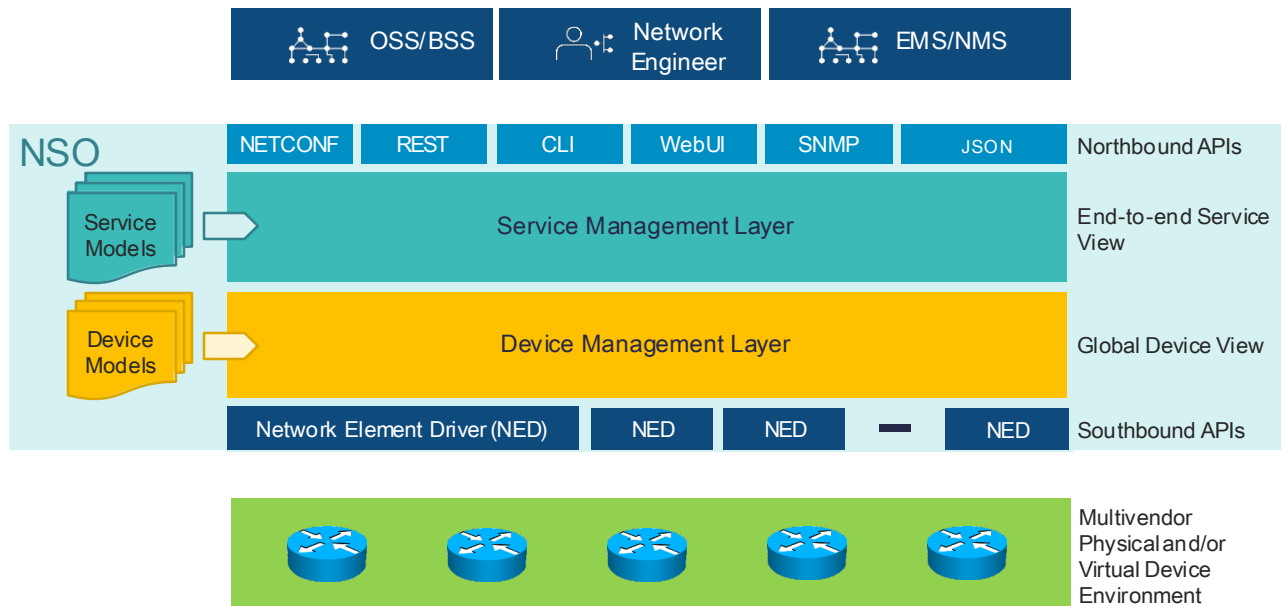 OSS/BSS
Network
Engineer
EMS/NMS
NSO
NETCONF
REST
CLI
WebUI
SNMP
JSON
Northbound APIs
Service
Models
Service Management Layer
End-to-end Service
View
Device
Models
Device Management Layer
Global Device View
Network Element Driver (NED)
NED
NED
NED
Southbound APIs
Multivendor
Physical and/or
Virtual Device
Environment